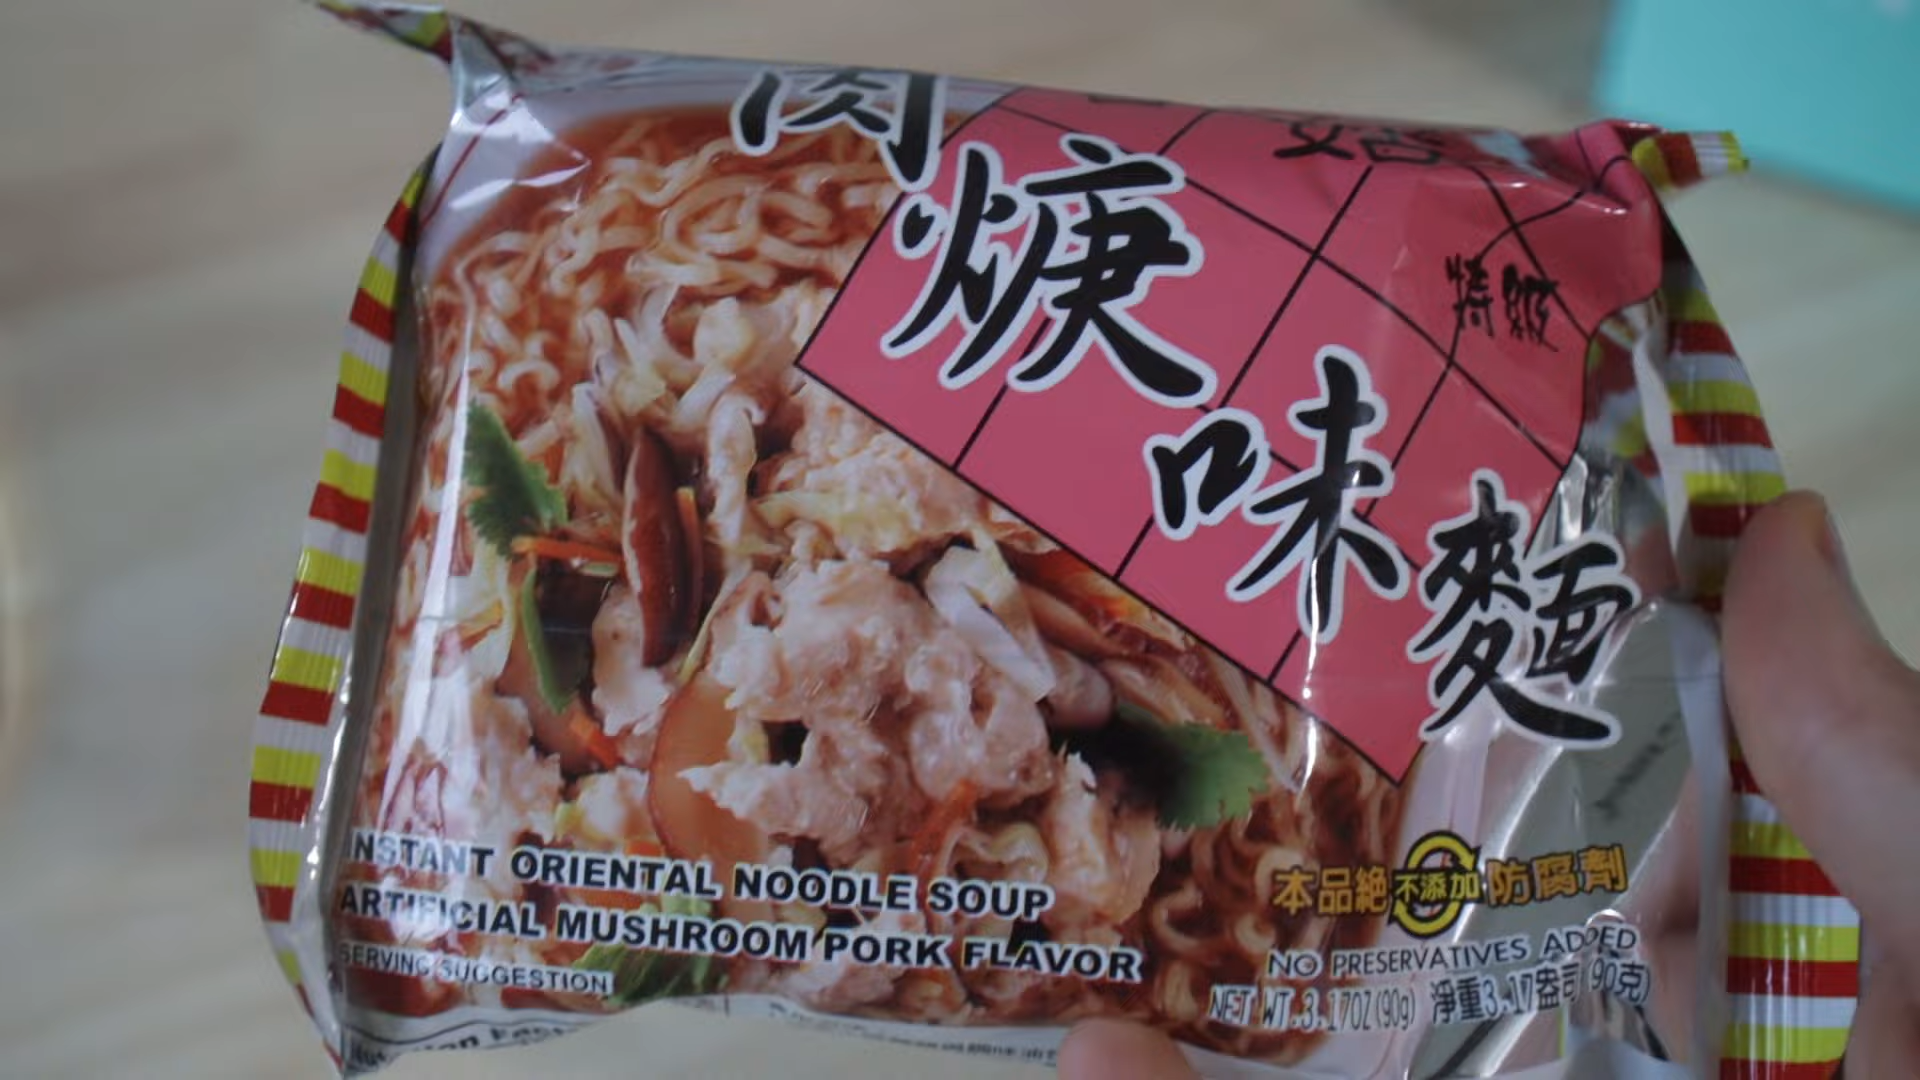 肉焿味麵
特級
INSTANT ORIENTAL NOODLE SOUP
ARTIFICIAL MUSHROOM PORK FLAVOR
SERVING SUGGESTION
本品絕不添加防腐劑
NO PRESERVATIVES ADDED
NET WT.3.17OZ(90g) 淨重3.17盎司(90克)